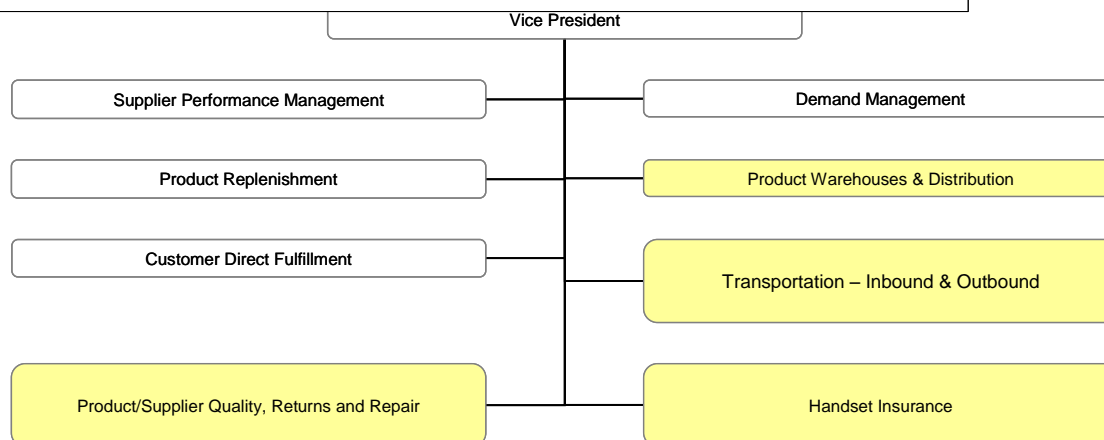 Vice President
Supplier Performance Management
Demand Management
Product Replenishment
Product Warehouses & Distribution
Customer Direct Fulfillment
Transportation – Inbound & Outbound
Product/Supplier Quality, Returns and Repair
Handset Insurance